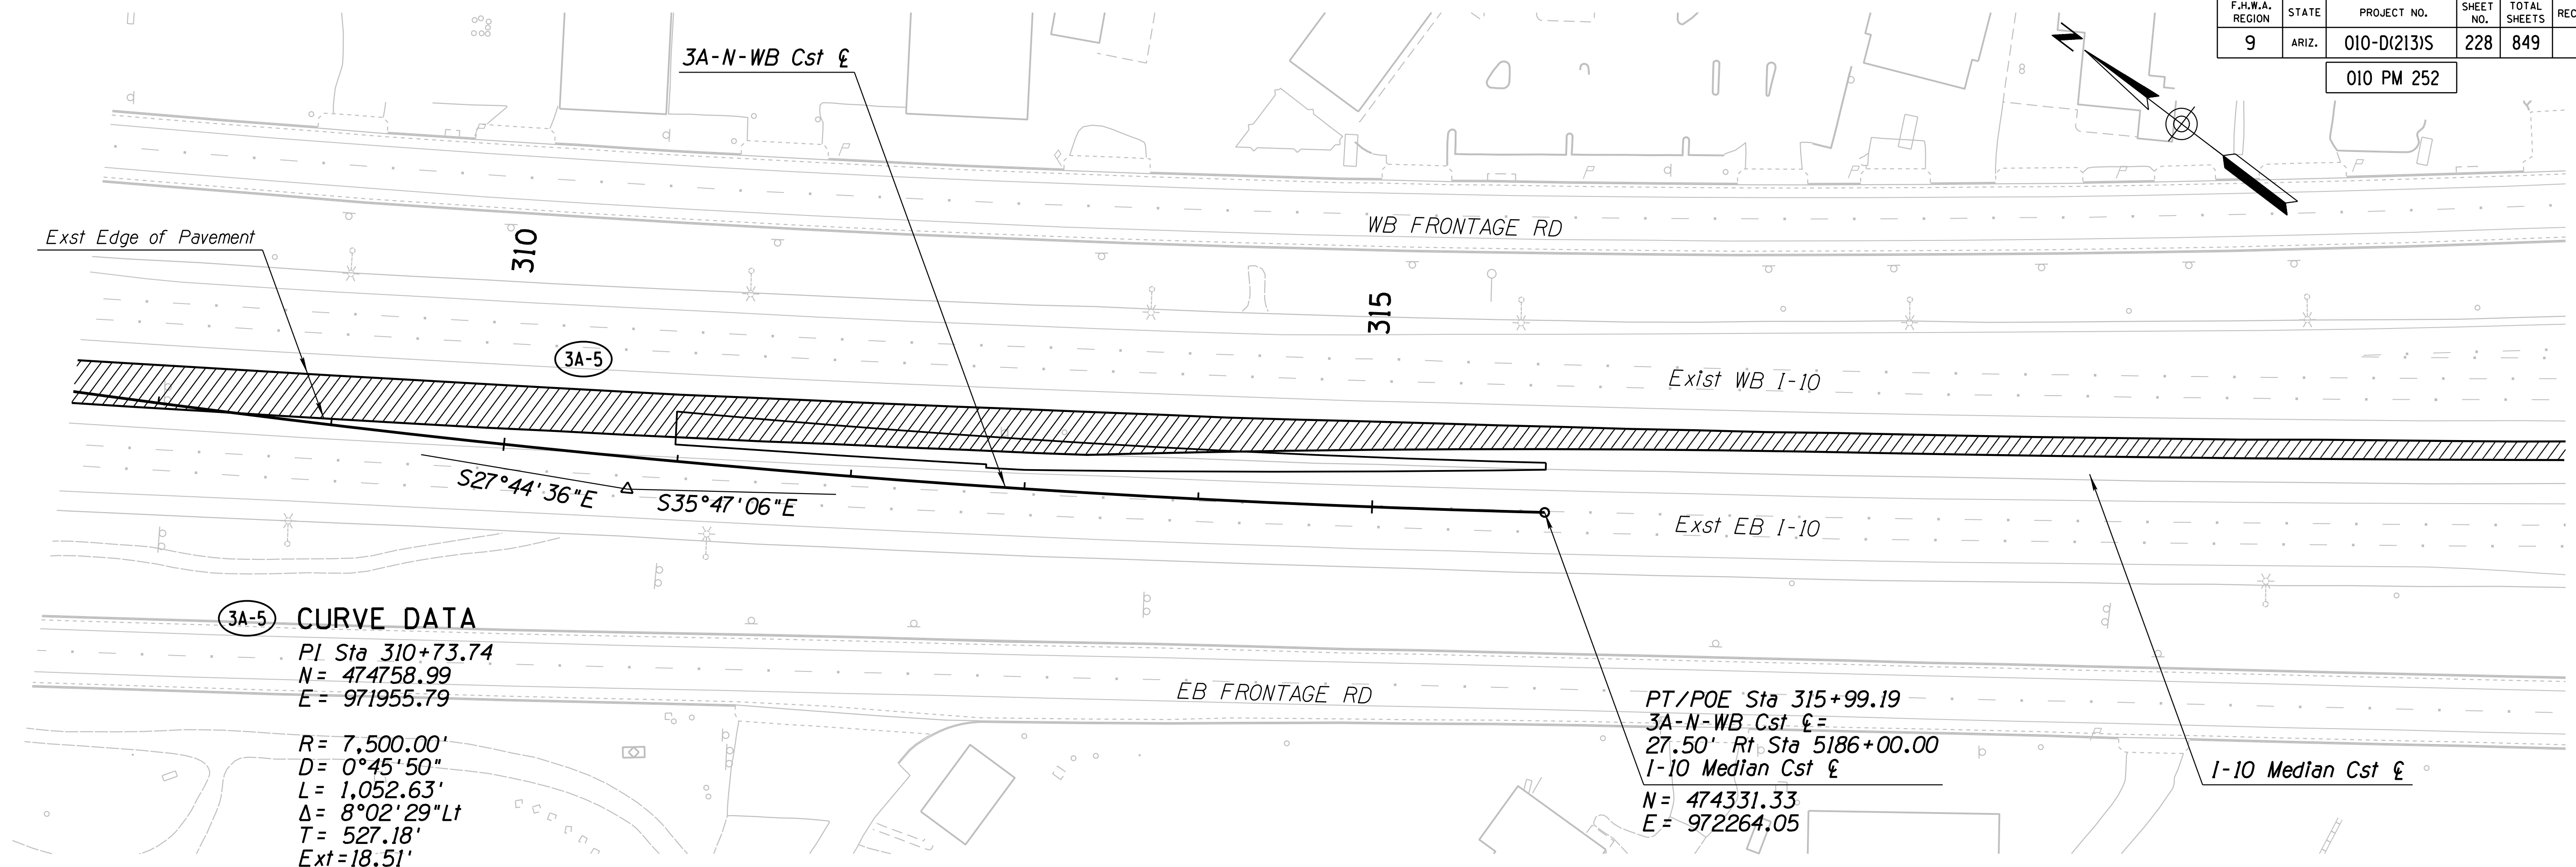 F.H.W.A. REGION STATE PROJECT NO. SHEET NO. TOTAL SHEETS
9 ARIZ. 010-D(213)S 228 849
010 PM 252
3A-N-WB Cst ℄
Exst Edge of Pavement
310
WB FRONTAGE RD
315
3A-5
Exist WB I-10
S27°44'36"E
S35°47'06"E
Exst EB I-10
3A-5 CURVE DATA
PI Sta 310+73.74
N= 474758.99
E= 971955.79
R= 7,500.00'
D= 0°45'50"
L= 1,052.63'
Δ= 8°02'29"Lt
T= 527.18'
Ext=18.51'
EB FRONTAGE RD
PT/POE Sta 315+99.19
3A-N-WB Cst ℄=
27.50' Rt Sta 5186+00.00
I-10 Median Cst ℄
N= 474331.33
E= 972264.05
I-10 Median Cst ℄